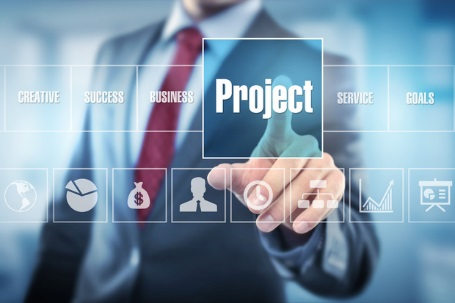 CREATIVE SUCCESS BUSINESS Project SERVICE GOALS
$